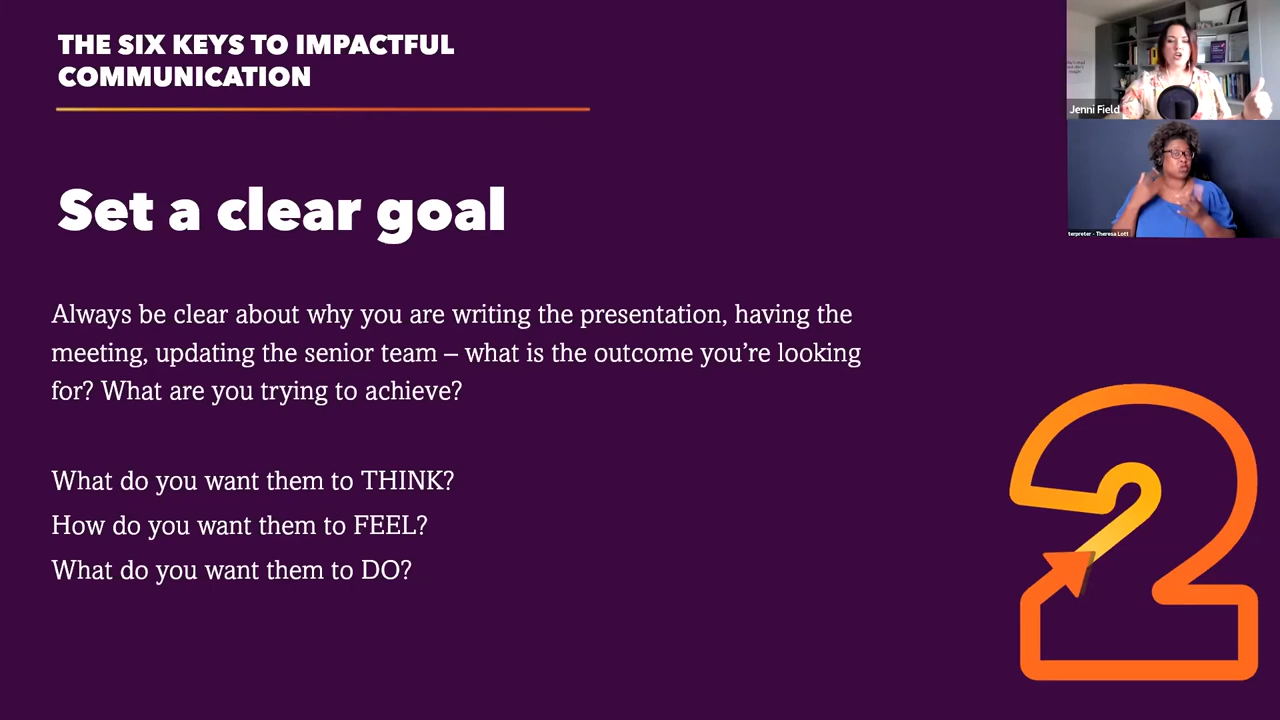 THE SIX KEYS TO IMPACTFUL
COMMUNICATION
Set a clear goal
Always be clear about why you are writing the presentation, having the
meeting, updating the senior team – what is the outcome you're looking
for? What are you trying to achieve?
What do you want them to THINK?
How do you want them to FEEL?
What do you want them to DO?
2
Jenni Field
terpreter - Theresa Lott